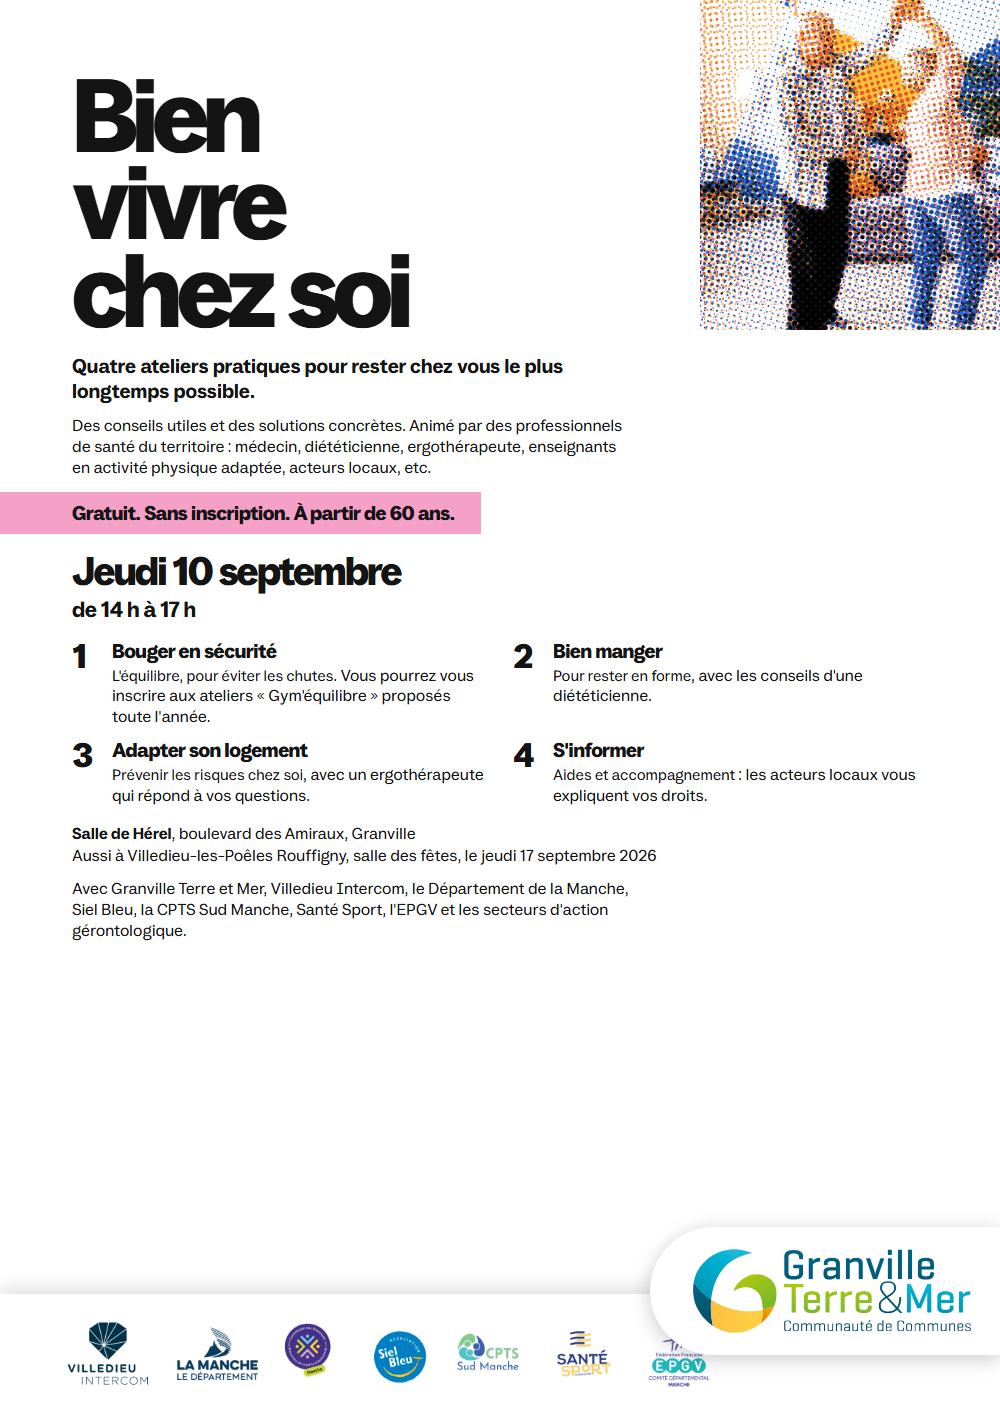 Bien
vivre
chez soi
Quatre ateliers pratiques pour rester chez vous le plus
longtemps possible.
Des conseils utiles et des solutions concrètes. Animé par des professionnels
de santé du territoire : médecin, diététicienne, ergothérapeute, enseignants
en activité physique adaptée, acteurs locaux, etc.
Gratuit. Sans inscription. À partir de 60 ans.
Jeudi 10 septembre
de 14 h à 17 h
1 Bouger en sécurité
L'équilibre, pour éviter les chutes. Vous pourrez vous
inscrire aux ateliers « Gym'équilibre » proposés
toute l'année.
2 Bien manger
Pour rester en forme, avec les conseils d'une
diététicienne.
3 Adapter son logement
Prévenir les risques chez soi, avec un ergothérapeute
qui répond à vos questions.
4 S'informer
Aides et accompagnement : les acteurs locaux vous
expliquent vos droits.
Salle de Hérel, boulevard des Amiraux, Granville
Aussi à Villedieu-les-Poêles Rouffigny, salle des fêtes, le jeudi 17 septembre 2026
Avec Granville Terre et Mer, Villedieu Intercom, le Département de la Manche,
Siel Bleu, la CPTS Sud Manche, Santé Sport, l'EPGV et les secteurs d'action
gérontologique.
Granville
Terre&Mer
Communauté de Communes
VILLEDIEU
INTERCOM
LA MANCHE
LE DÉPARTEMENT
Manche
ASSOCIATION
Siel
Bleu
CPTS
Sud Manche
SANTÉ
SPORT
Fédération Française
EPGV
COMITÉ DÉPARTEMENTAL
MANCHE